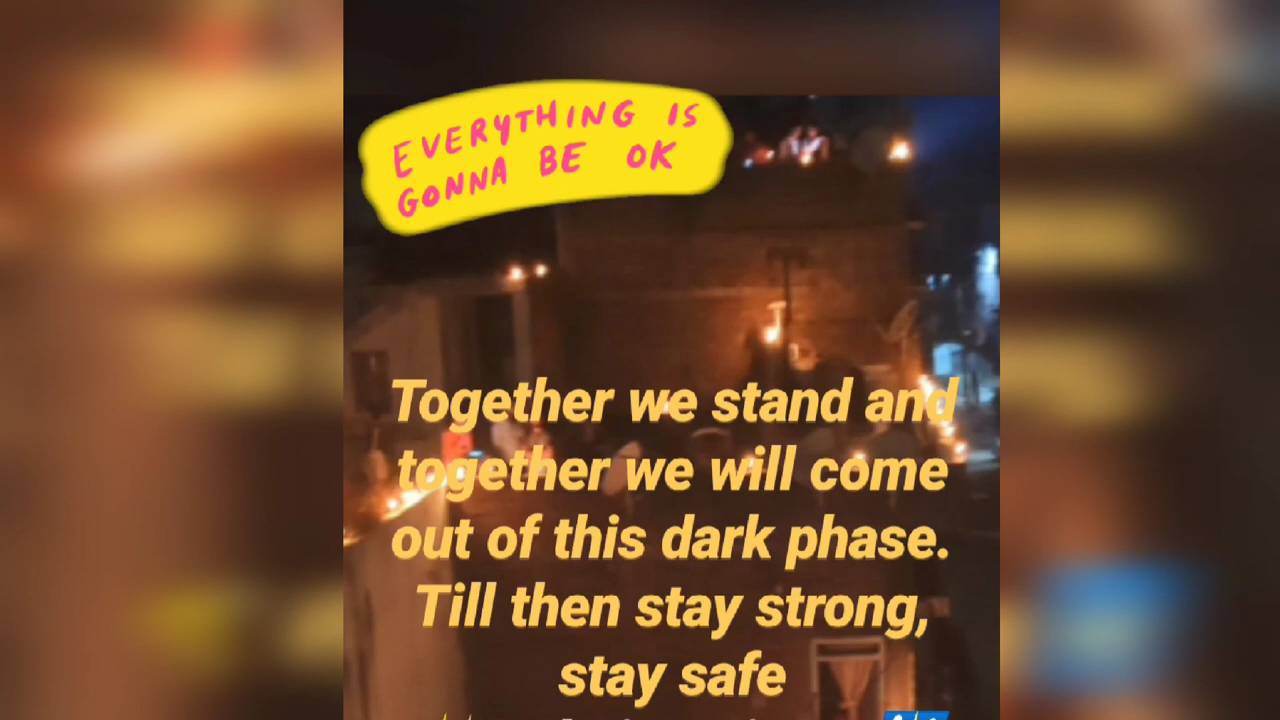 EVERYTHING IS
GONNA BE OK
Together we stand and
together we will come
out of this dark phase.
Till then stay strong,
stay safe